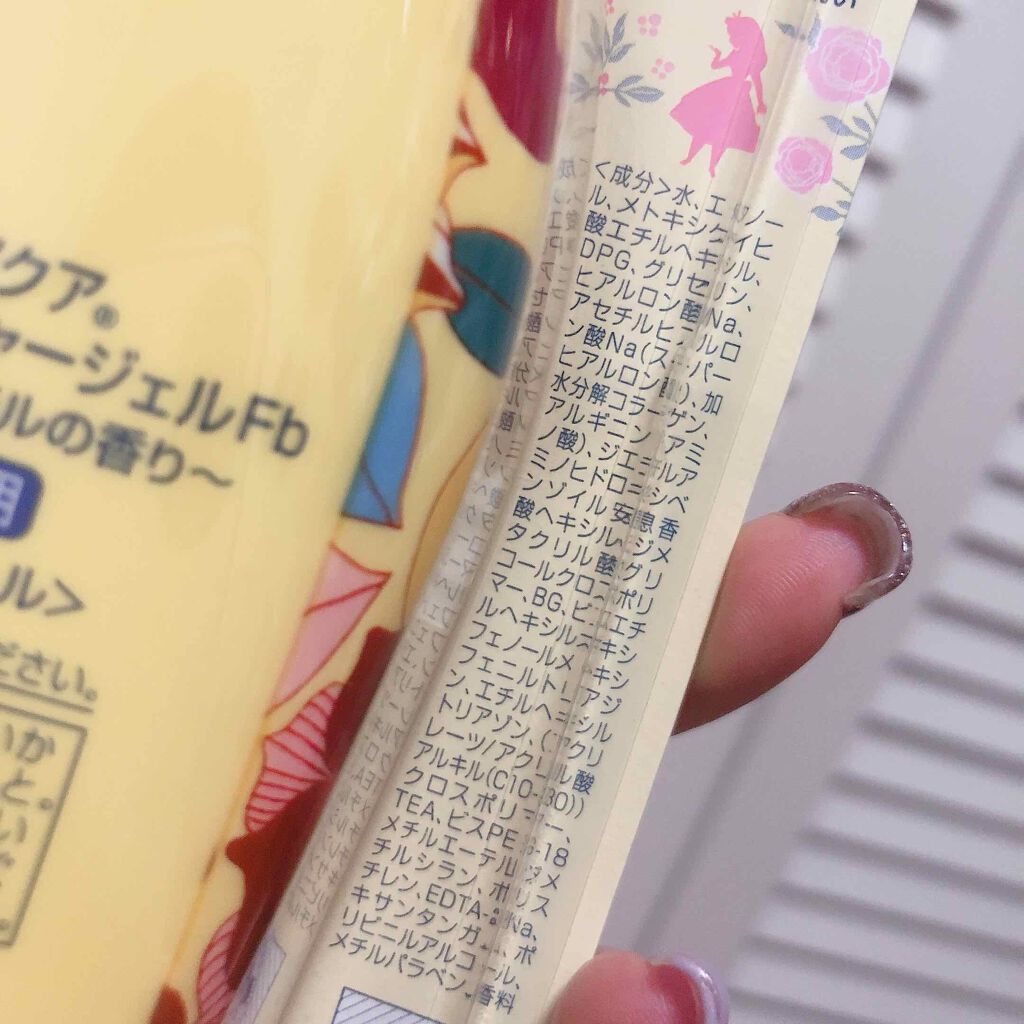 クア®
ャージェルFb
ルの香り〜
用
ル>
ださい。
いか
と。
<成分>水、エタノー
ル、メトキシケイヒ
酸エチルヘキシル、
DPG、グリセリン、
ヒアルロン酸Na、
アセチルヒアルロ
ン酸Na(スーパー
ヒアルロン酸)、加
水分解コラーゲン、
アルギニン(アミ
ノ酸)、ジエチルア
ミノヒドロキシベ
ンゾイル安息香
酸ヘキシル、ジメ
タクリル酸グリ
コールクロスポリ
マー、BG、ビスエチ
ルヘキシルオキシ
フェノールメトキシ
フェニルトリアジ
ン、エチルヘキシル
トリアゾン、(アクリ
レーツ/アクリル酸
アルキル(C10-30))
クロスポリマー、
TEA、ビスPEG-18
メチルエーテルジメ
チルシラン、ポリス
チレン、EDTA-2Na、
キサンタンガム、ポ
リビニルアルコール、
メチルパラベン、香料